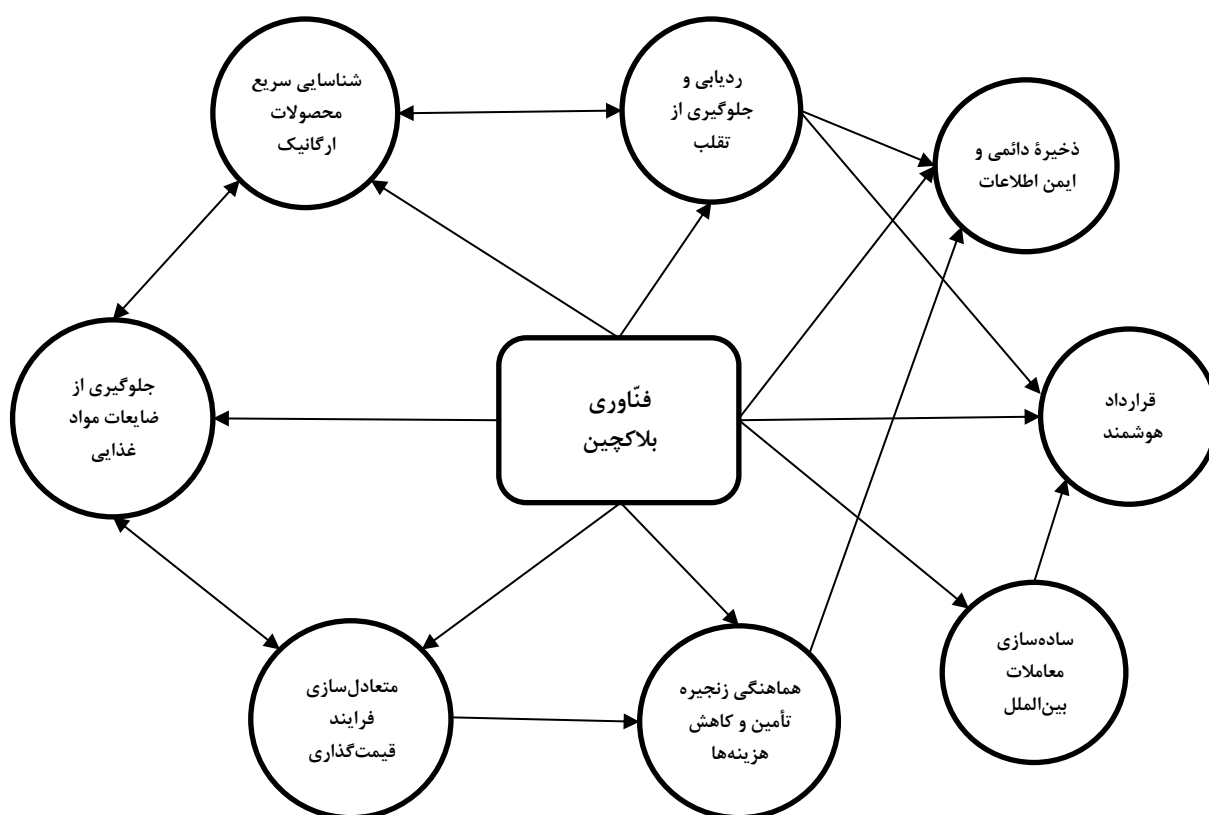 شناسایی سریع
محصولات
ارگانیک
ردیابی و
جلوگیری از
تقلب
ذخیرهٔ دائمی و
ایمن اطلاعات
جلوگیری از
ضایعات مواد
غذایی
فنّاوری
بلاکچین
قرارداد
هوشمند
متعادل‌سازی
فرایند
قیمت‌گذاری
هماهنگی زنجیره
تأمین و کاهش
هزینه‌ها
ساده‌سازی
معاملات
بین‌الملل